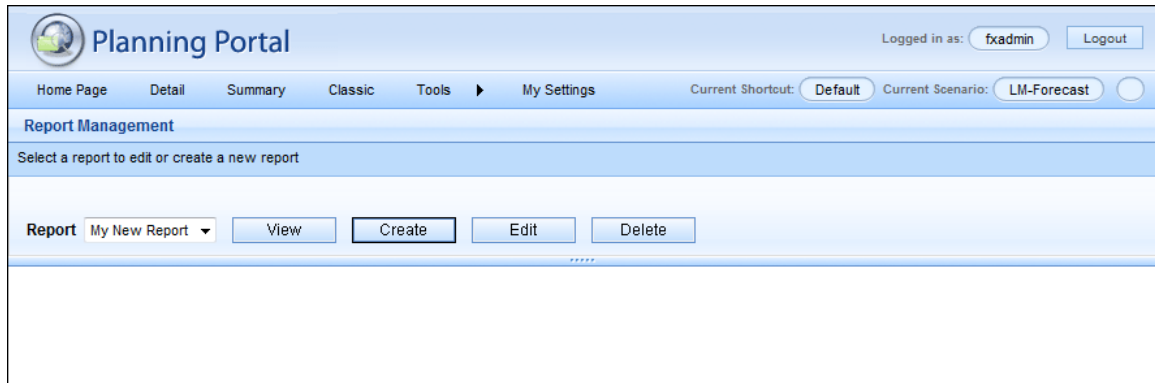 Planning Portal
Logged in as: fxadmin Logout
Home Page Detail Summary Classic Tools My Settings Current Shortcut: Default Current Scenario: LM-Forecast
Report Management
Select a report to edit or create a new report
Report My New Report View Create Edit Delete